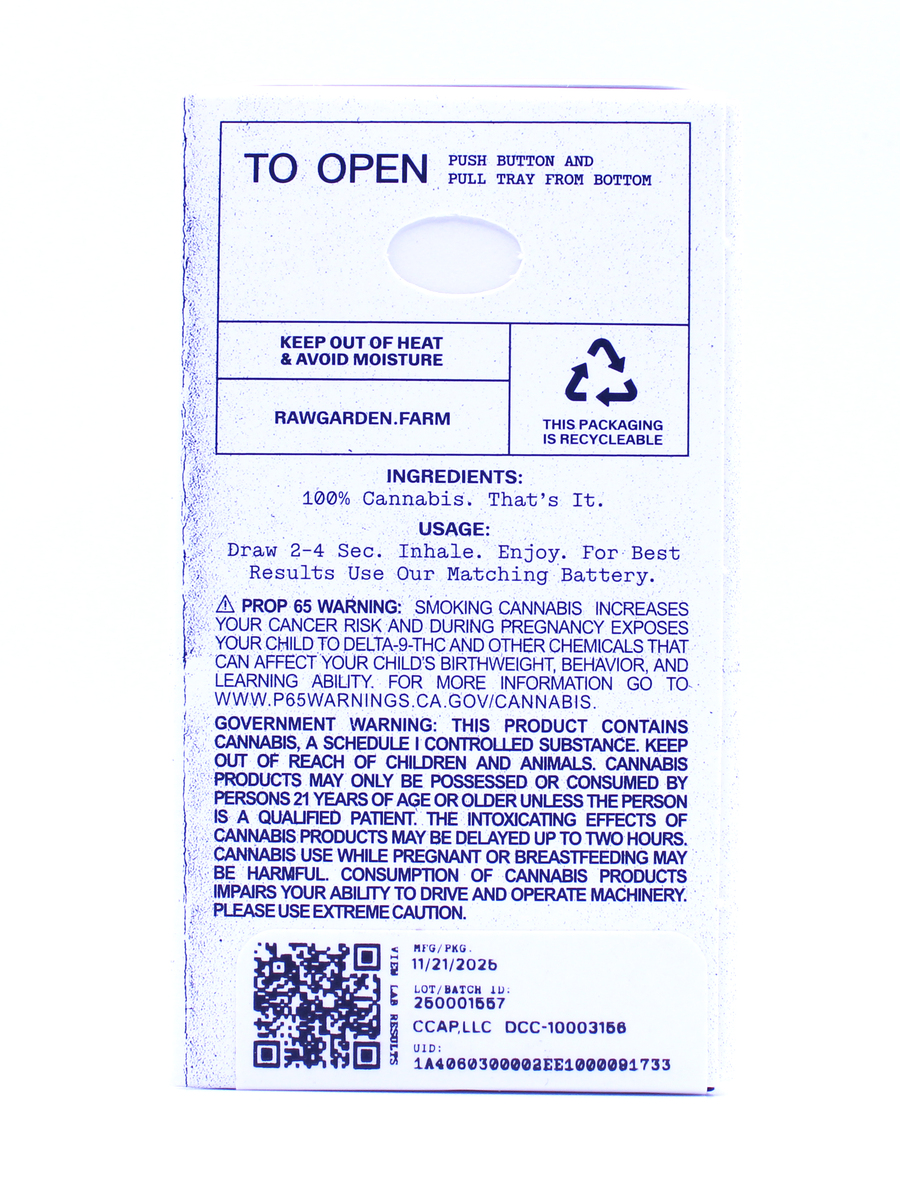 TO OPEN
PUSH BUTTON AND
PULL TRAY FROM BOTTOM
KEEP OUT OF HEAT
& AVOID MOISTURE
RAWGARDEN.FARM
THIS PACKAGING
IS RECYCLEABLE
INGREDIENTS:
100% Cannabis. That's It.
USAGE:
Draw 2-4 Sec. Inhale. Enjoy. For Best
Results Use Our Matching Battery.
⚠ PROP 65 WARNING: SMOKING CANNABIS INCREASES
YOUR CANCER RISK AND DURING PREGNANCY EXPOSES
YOUR CHILD TO DELTA-9-THC AND OTHER CHEMICALS THAT
CAN AFFECT YOUR CHILD'S BIRTHWEIGHT, BEHAVIOR, AND
LEARNING ABILITY. FOR MORE INFORMATION GO TO
WWW.P65WARNINGS.CA.GOV/CANNABIS.
GOVERNMENT WARNING: THIS PRODUCT CONTAINS
CANNABIS, A SCHEDULE I CONTROLLED SUBSTANCE. KEEP
OUT OF REACH OF CHILDREN AND ANIMALS. CANNABIS
PRODUCTS MAY ONLY BE POSSESSED OR CONSUMED BY
PERSONS 21 YEARS OF AGE OR OLDER UNLESS THE PERSON
IS A QUALIFIED PATIENT. THE INTOXICATING EFFECTS OF
CANNABIS PRODUCTS MAY BE DELAYED UP TO TWO HOURS.
CANNABIS USE WHILE PREGNANT OR BREASTFEEDING MAY
BE HARMFUL. CONSUMPTION OF CANNABIS PRODUCTS
IMPAIRS YOUR ABILITY TO DRIVE AND OPERATE MACHINERY.
PLEASE USE EXTREME CAUTION.
VIEW LAB RESULTS
MFG/PKG.
11/21/2025
LOT/BATCH ID:
250001557
CCAP,LLC DCC-10003156
UID:
1A4060300002EE1000091733